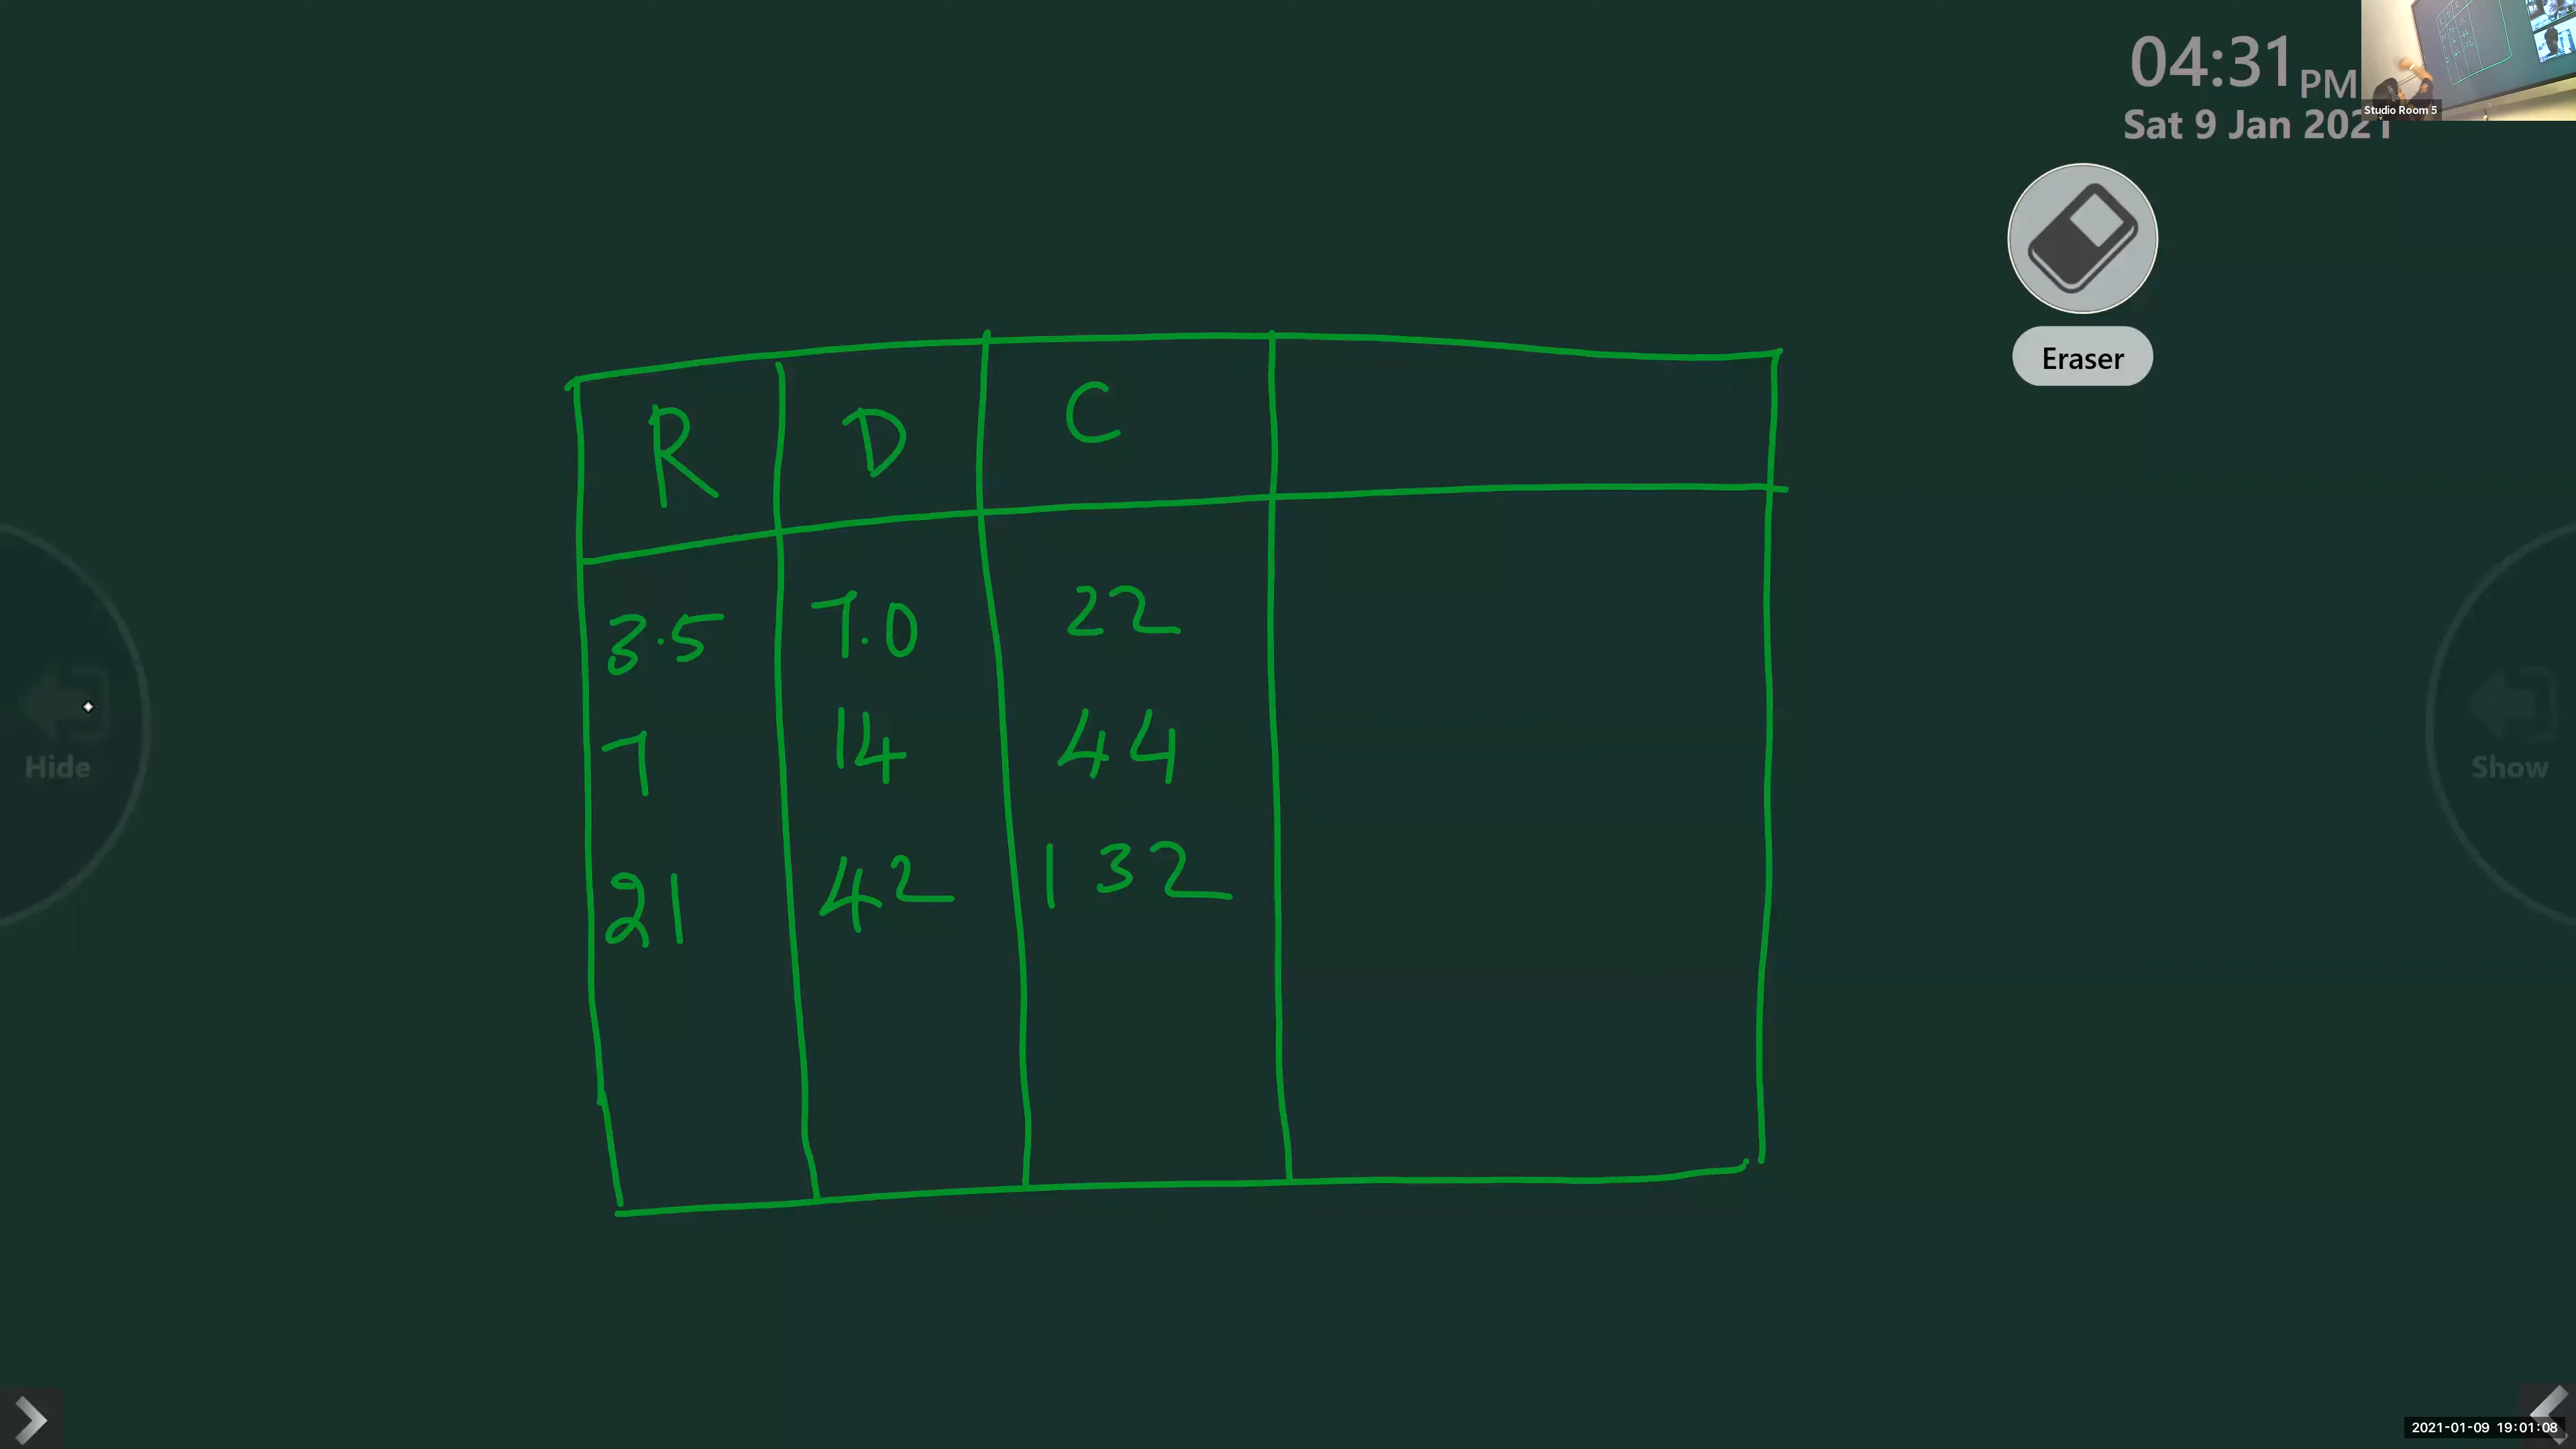 04:31 PM
Studio Room 5
Sat 9 Jan 2021
Eraser
R D C
3.5 7.0 22
7 14 44
21 42 132
Hide
Show
2021-01-09 19:01:08